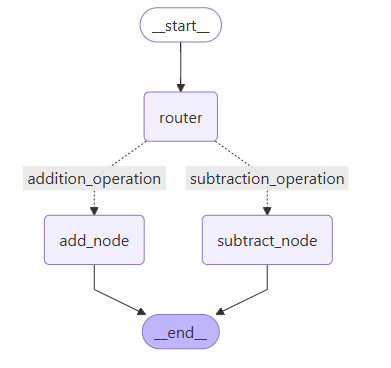 __start__
router
addition_operation
subtraction_operation
add_node
subtract_node
__end__